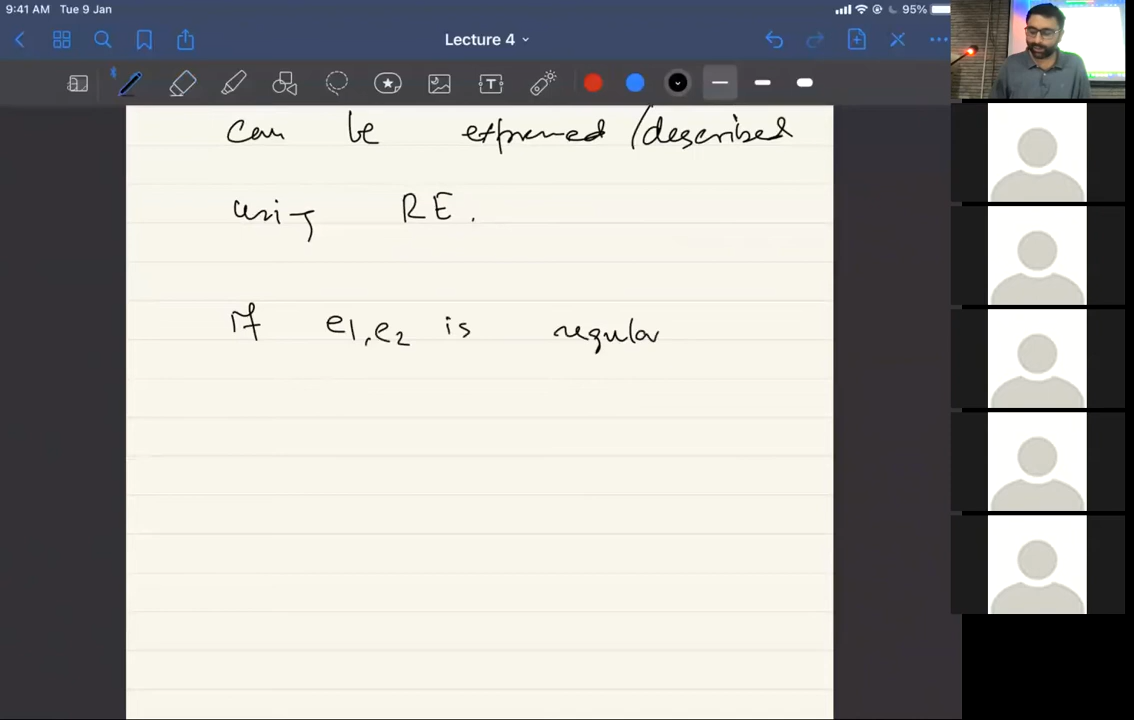 9:41 AM Tue 9 Jan
95%
Lecture 4
can be expressed /described
using RE.
If e1, e2 is regular